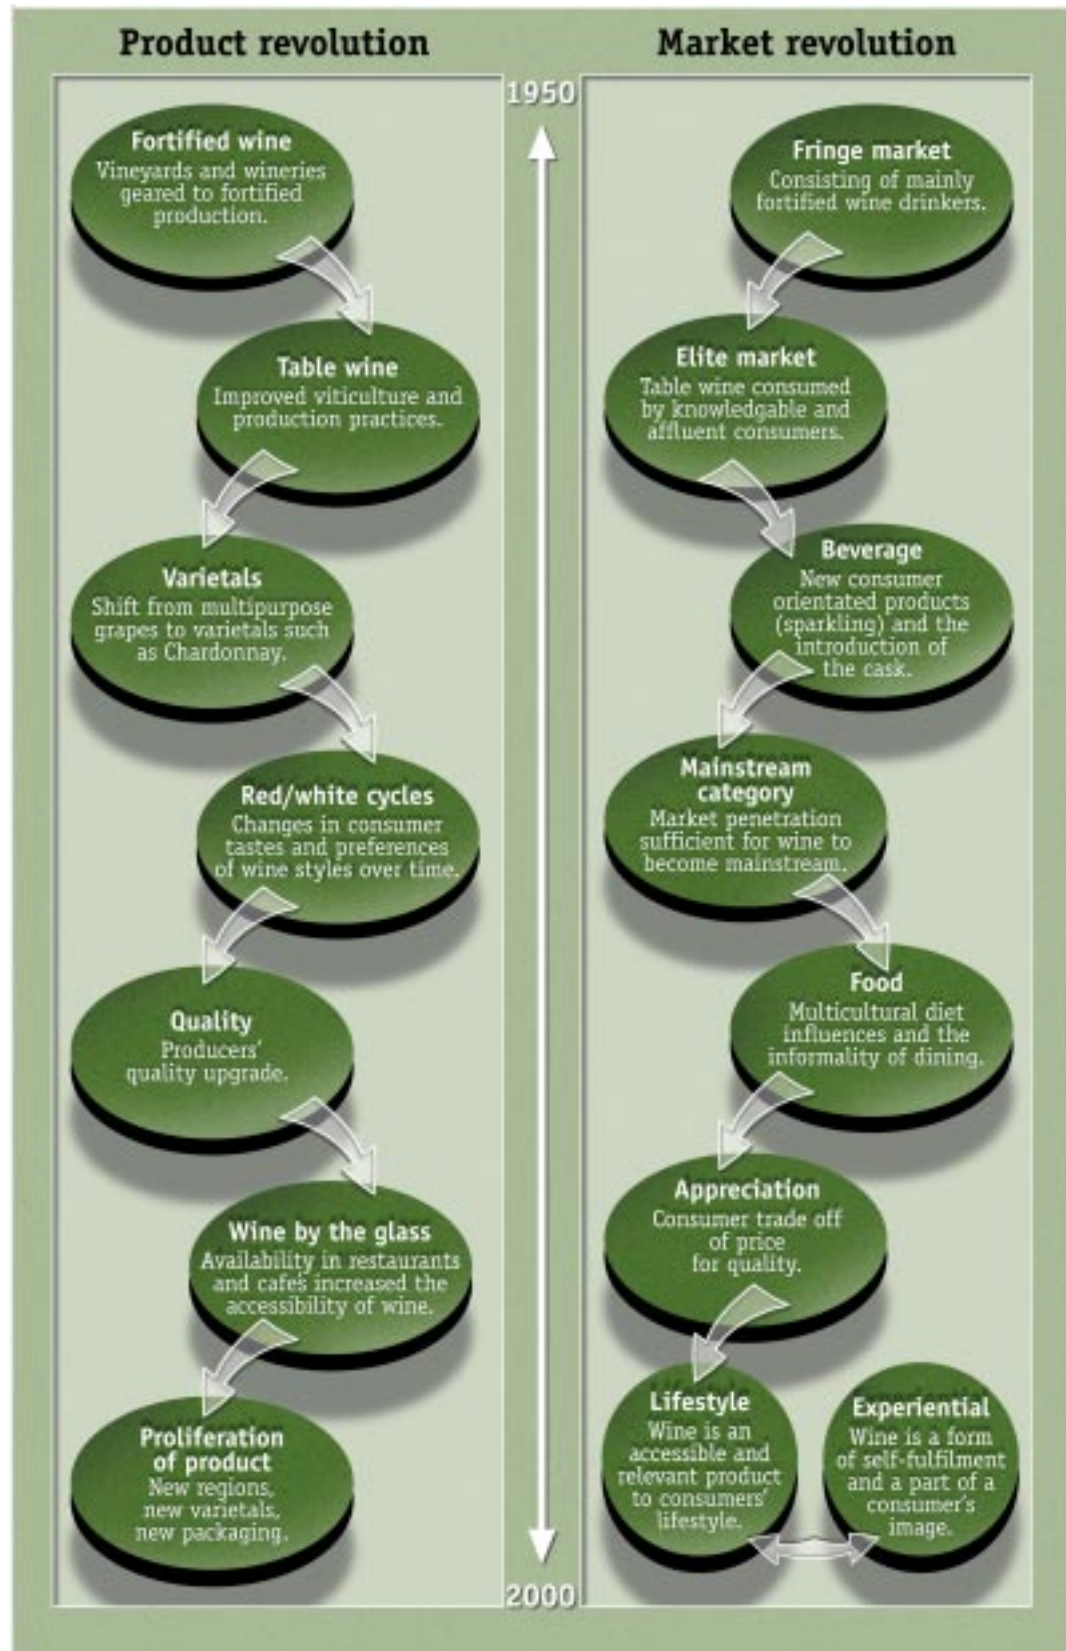 Product revolution
Market revolution
1950
Fortified wine
Vineyards and wineries
geared to fortified
production.
Table wine
Improved viticulture and
production practices.
Varietals
Shift from multipurpose
grapes to varietals such
as Chardonnay.
Red/white cycles
Changes in consumer
tastes and preferences
of wine styles over time.
Quality
Producers'
quality upgrade.
Wine by the glass
Availability in restaurants
and cafes increased the
accessibility of wine.
Proliferation
of product
New regions,
new varietals,
new packaging.
Fringe market
Consisting of mainly
fortified wine drinkers.
Elite market
Table wine consumed
by knowledgable and
affluent consumers.
Beverage
New consumer
orientated products
(sparkling) and the
introduction of
the cask.
Mainstream
category
Market penetration
sufficient for wine to
become mainstream.
Food
Multicultural diet
influences and the
informality of dining.
Appreciation
Consumer trade off
of price
for quality.
Lifestyle
Wine is an
accessible and
relevant product
to consumers'
lifestyle.
Experiential
Wine is a form
of self-fulfilment
and a part of a
consumer's
image.
2000